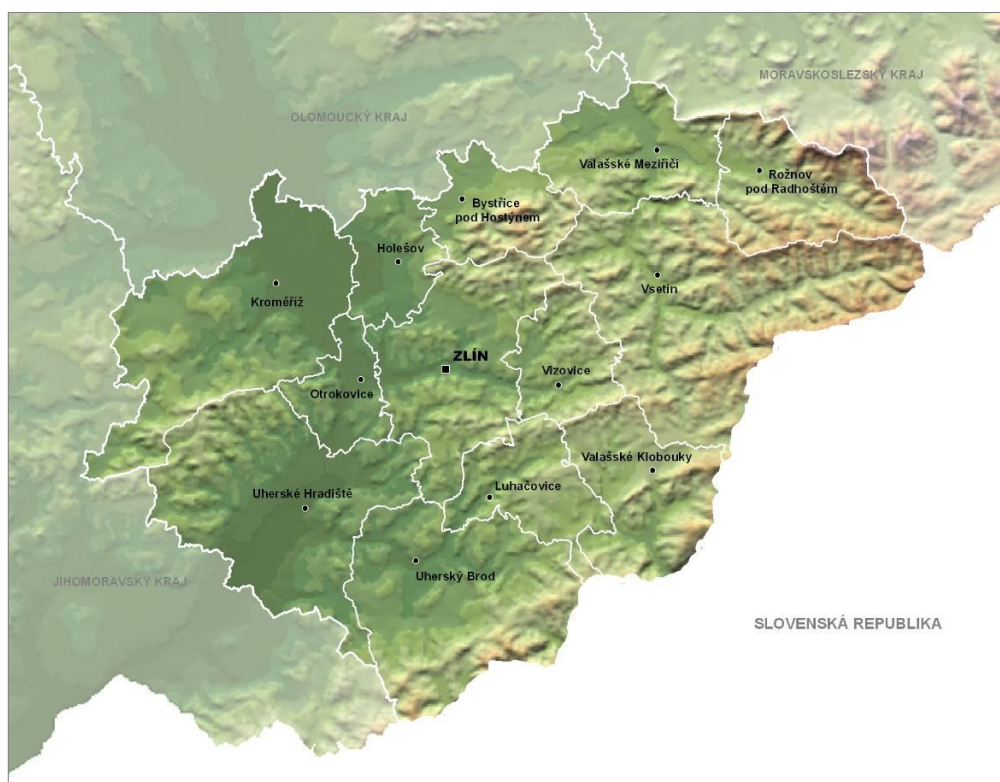 MORAVSKOSLEZSKÝ KRAJ
OLOMOUCKÝ KRAJ
Valašské Meziříčí
Rožnov
pod Radhoštěm
Bystřice
pod Hostýnem
Holešov
Vsetín
Kroměříž
ZLÍN
Vizovice
Otrokovice
Valašské Klobouky
Luhačovice
Uherské Hradiště
Uherský Brod
JIHOMORAVSKÝ KRAJ
SLOVENSKÁ REPUBLIKA